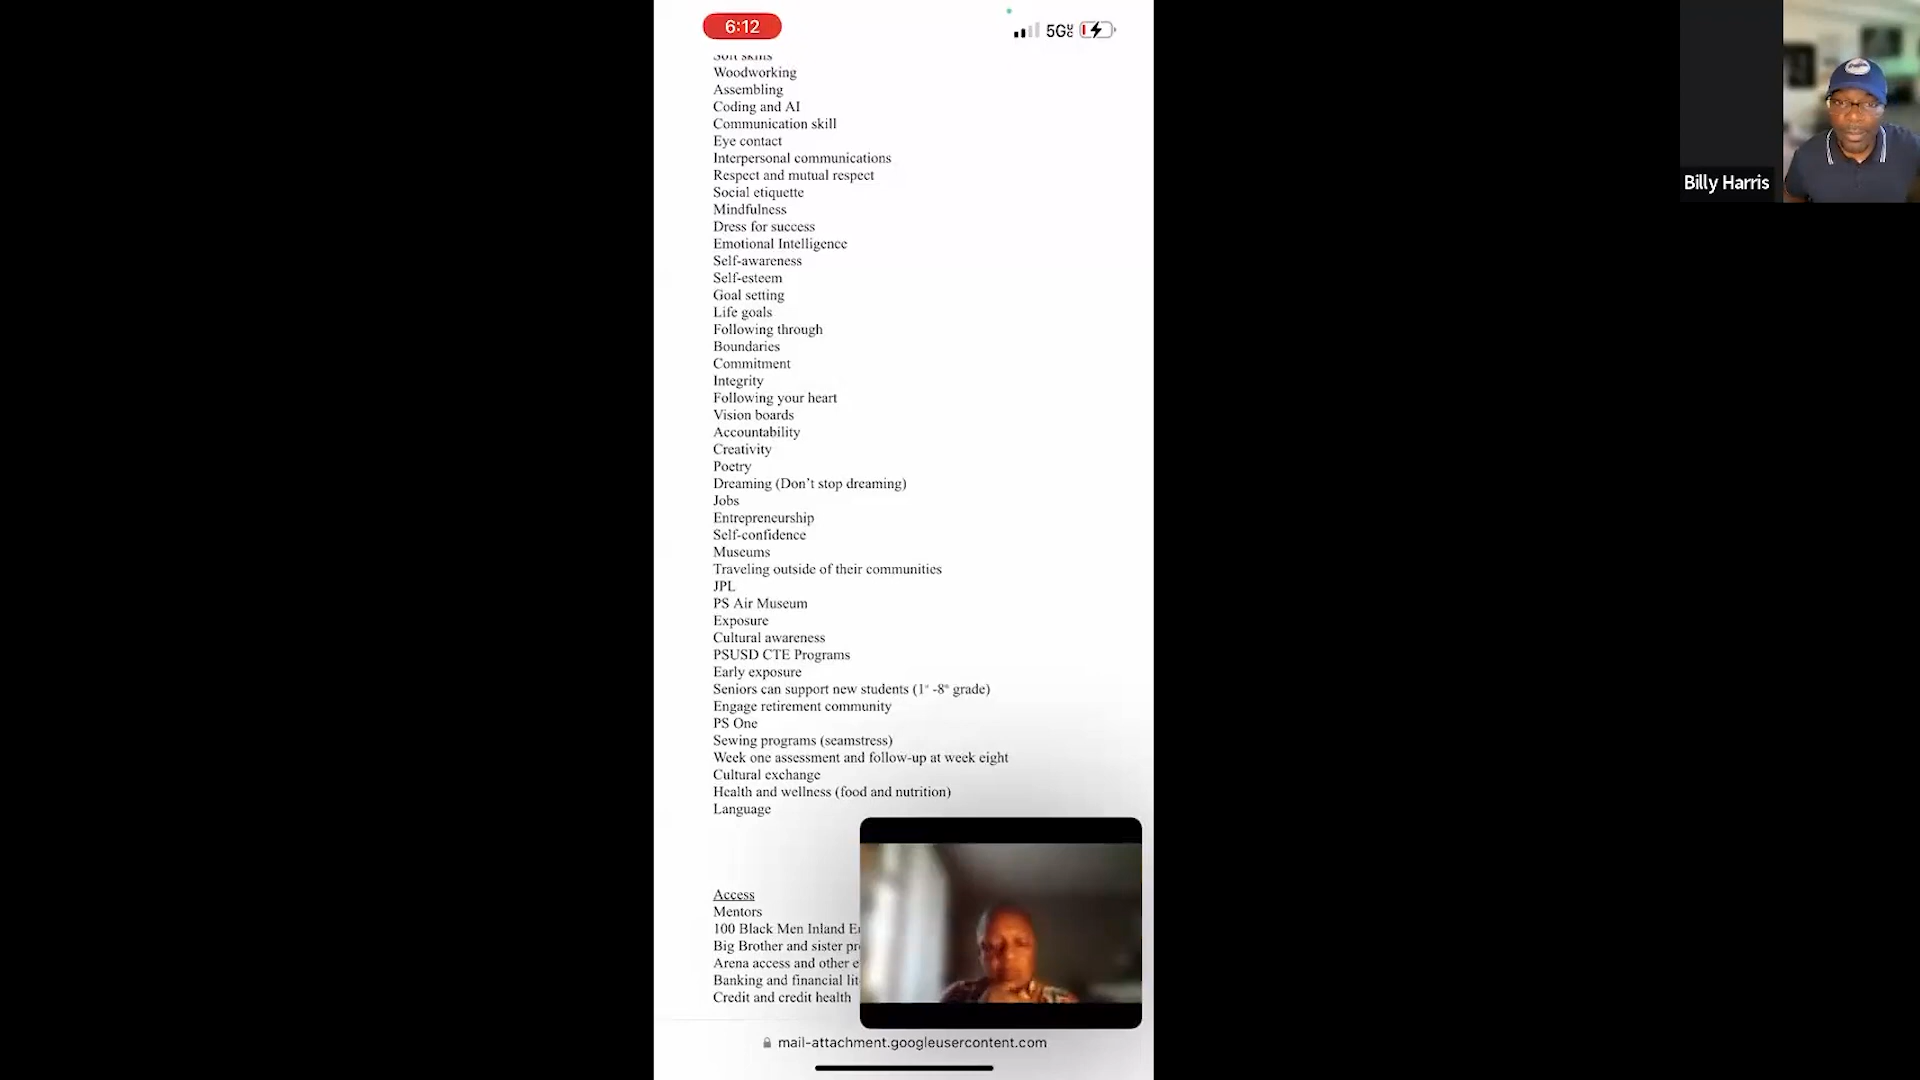 6:12
5G
Soft skills
Woodworking
Assembling
Coding and AI
Communication skill
Eye contact
Interpersonal communications
Respect and mutual respect
Social etiquette
Mindfulness
Dress for success
Emotional Intelligence
Self-awareness
Self-esteem
Goal setting
Life goals
Following through
Boundaries
Commitment
Integrity
Following your heart
Vision boards
Accountability
Creativity
Poetry
Dreaming (Don’t stop dreaming)
Jobs
Entrepreneurship
Self-confidence
Museums
Traveling outside of their communities
JPL
PS Air Museum
Exposure
Cultural awareness
PSUSD CTE Programs
Early exposure
Seniors can support new students (1st -8th grade)
Engage retirement community
PS One
Sewing programs (seamstress)
Week one assessment and follow-up at week eight
Cultural exchange
Health and wellness (food and nutrition)
Language
Access
Mentors
100 Black Men Inland
Big Brother and sister
Arena access and other
Banking and financial
Credit and credit health
mail-attachment.googleusercontent.com
Billy Harris